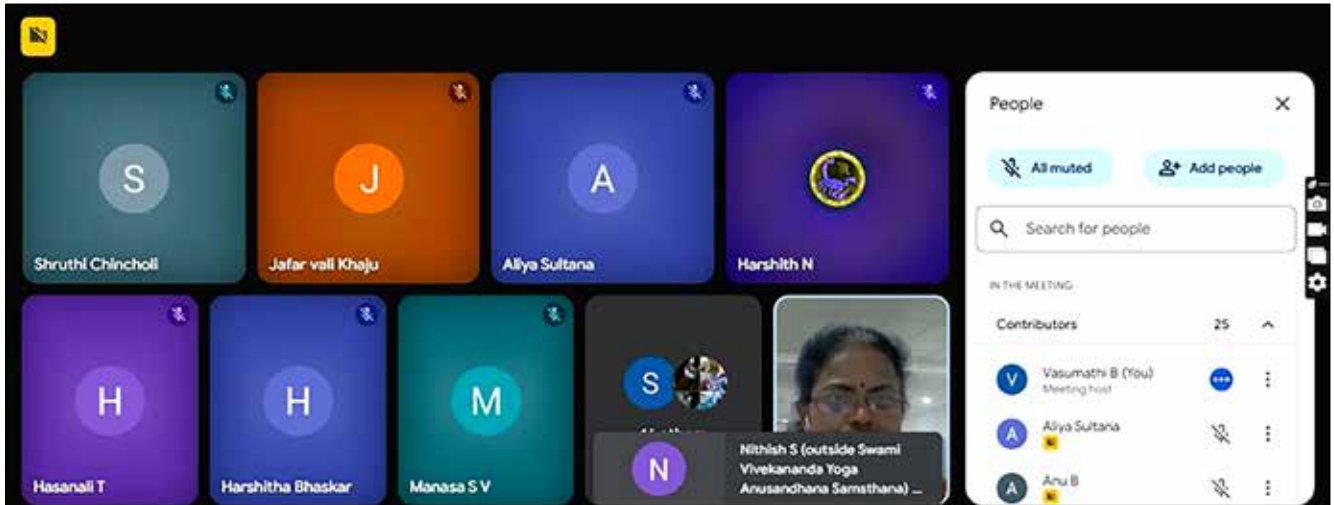 S
Shruthi Chincholi
J
Jafar vali Khaju
A
Aliya Sultana
Harshith N
H
Hasanali T
H
Harshitha Bhaskar
M
Manasa S V
S
N
Nithish S (outside Swami
Vivekananda Yoga
Anusandhana Samsthana) ...
People
All muted
Add people
Search for people
IN THE MEETING
Contributors 25
V
Vasumathi B (You)
Meeting host
A
Aliya Sultana
A
Anu B